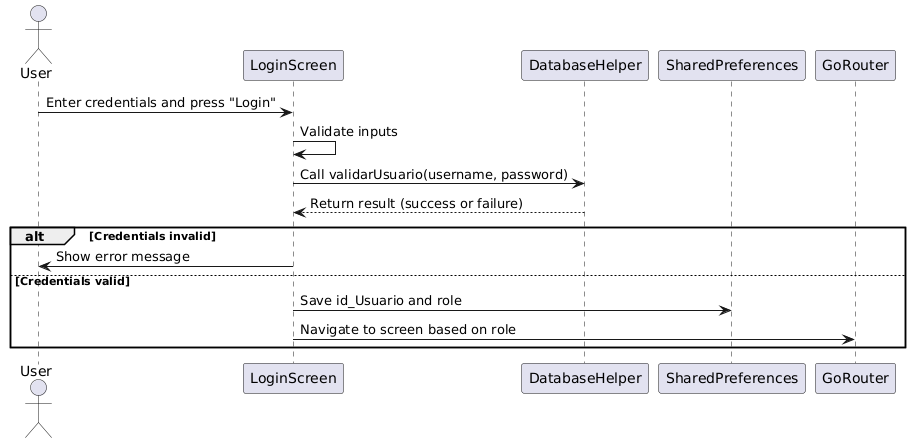 User
LoginScreen
DatabaseHelper
SharedPreferences
GoRouter
Enter credentials and press "Login"
Validate inputs
Call validarUsuario(username, password)
Return result (success or failure)
alt
[Credentials invalid]
Show error message
[Credentials valid]
Save id_Usuario and role
Navigate to screen based on role
User
LoginScreen
DatabaseHelper
SharedPreferences
GoRouter